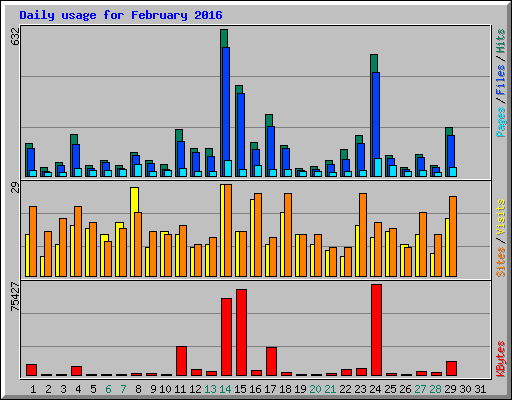 Daily usage for February 2016
632
Pages / Files / Hits
29
Sites / Visits
75427
KBytes
1 2 3 4 5 6 7 8 9 10 11 12 13 14 15 16 17 18 19 20 21 22 23 24 25 26 27 28 29 30 31